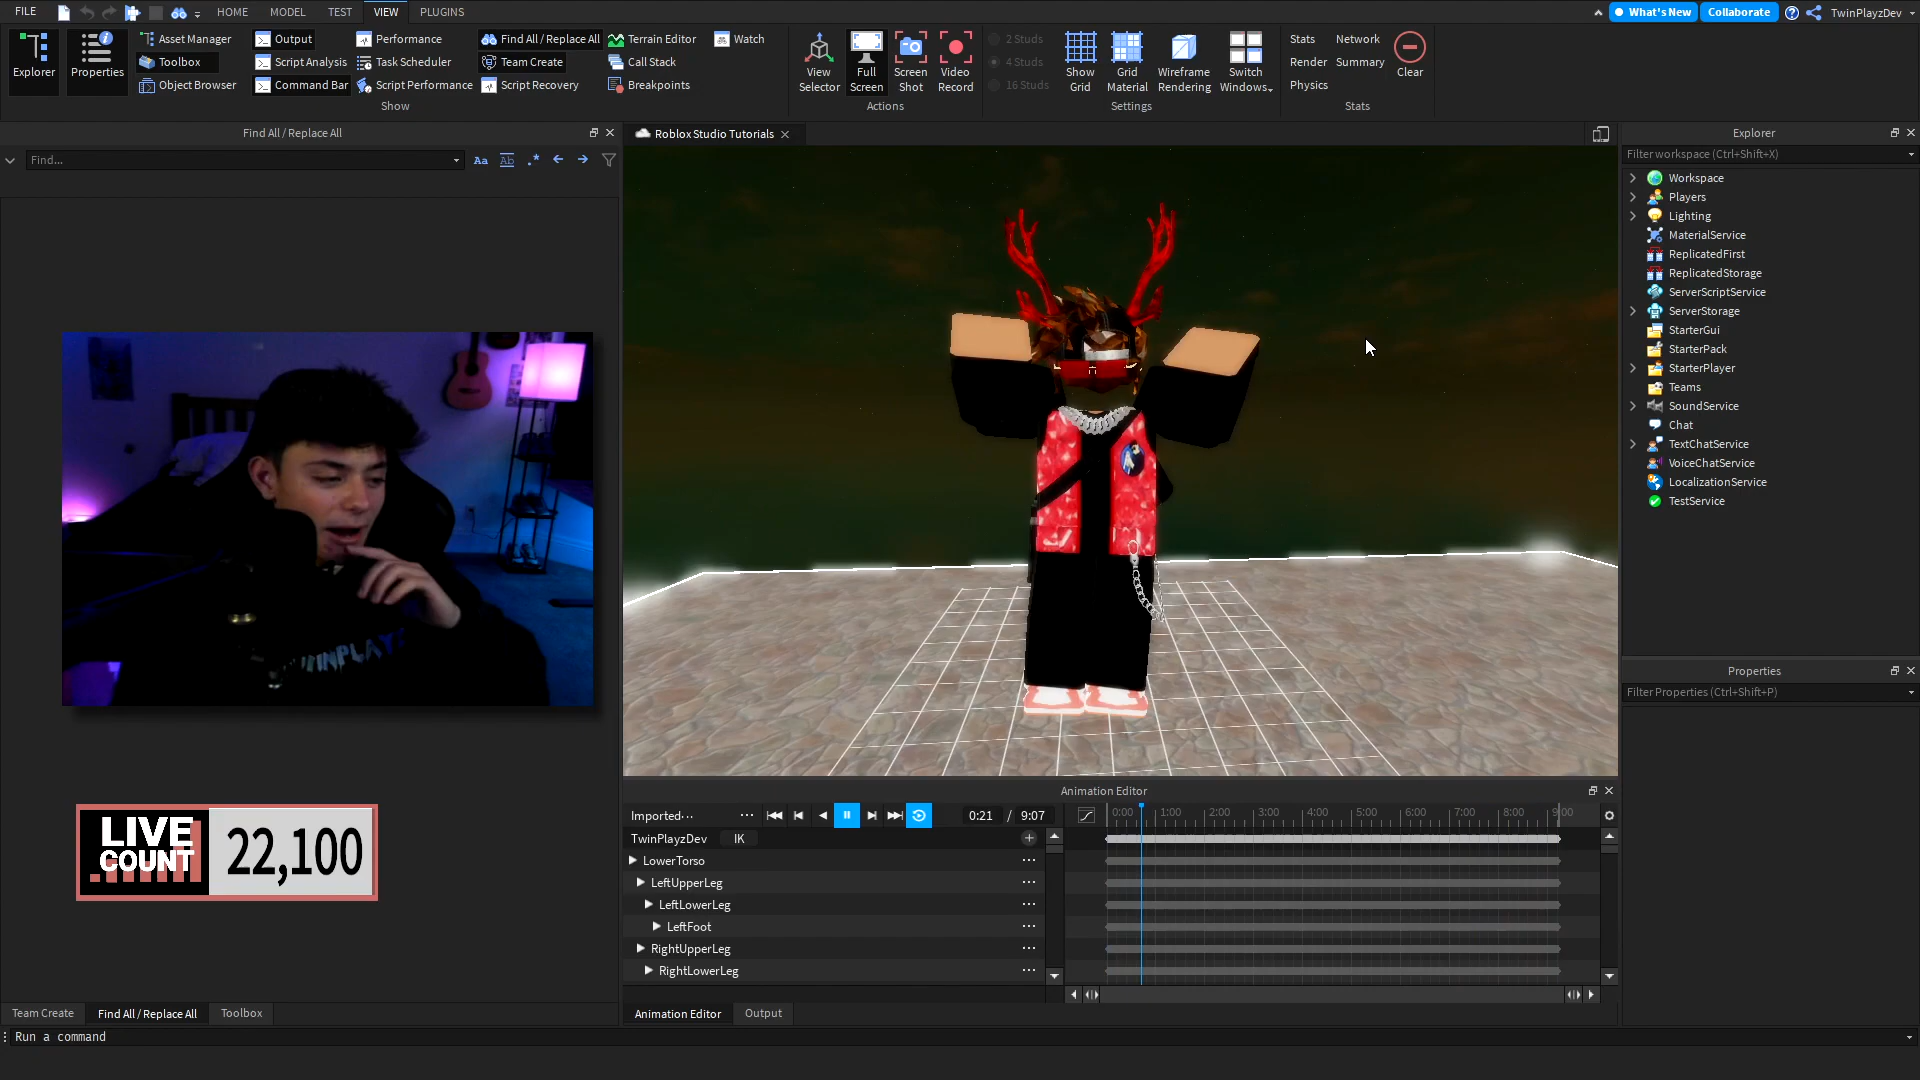 FILE HOME MODEL TEST VIEW PLUGINS What's New Collaborate TwinPlayzDev
Explorer
Properties
Asset Manager
Toolbox
Object Browser
Output
Script Analysis
Command Bar
Performance
Task Scheduler
Script Performance
Find All / Replace All
Team Create
Script Recovery
Terrain Editor
Call Stack
Breakpoints
Watch
Show
View Selector
Full Screen
Screen Shot
Video Record
Actions
2 Studs
4 Studs
16 Studs
Show Grid
Grid Material
Wireframe Rendering
Switch Windows
Settings
Stats Network
Render Summary
Physics
Clear
Stats
Find All / Replace All
Find...
Aa Ab .*
LIVE
COUNT
22,100
Team Create Find All / Replace All Toolbox
Roblox Studio Tutorials
Animation Editor
Imported... 0:21 / 9:07
0:00 1:00 2:00 3:00 4:00 5:00 6:00 7:00 8:00 9:00
TwinPlayzDev IK
LowerTorso
LeftUpperLeg
LeftLowerLeg
LeftFoot
RightUpperLeg
RightLowerLeg
Animation Editor Output
Explorer
Filter workspace (Ctrl+Shift+X)
Workspace
Players
Lighting
MaterialService
ReplicatedFirst
ReplicatedStorage
ServerScriptService
ServerStorage
StarterGui
StarterPack
StarterPlayer
Teams
SoundService
Chat
TextChatService
VoiceChatService
LocalizationService
TestService
Properties
Filter Properties (Ctrl+Shift+P)
Run a command